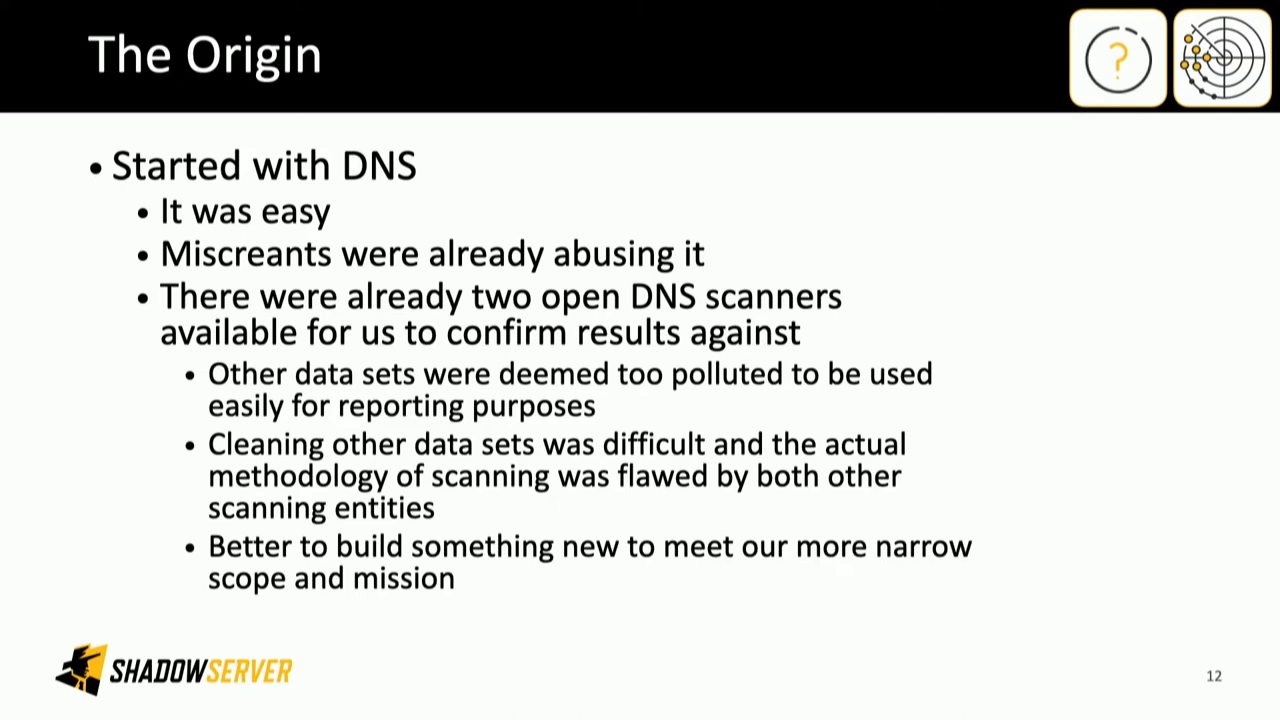 The Origin
?
• Started with DNS
• It was easy
• Miscreants were already abusing it
• There were already two open DNS scanners
available for us to confirm results against
• Other data sets were deemed too polluted to be used
easily for reporting purposes
• Cleaning other data sets was difficult and the actual
methodology of scanning was flawed by both other
scanning entities
• Better to build something new to meet our more narrow
scope and mission
SHADOWSERVER
12